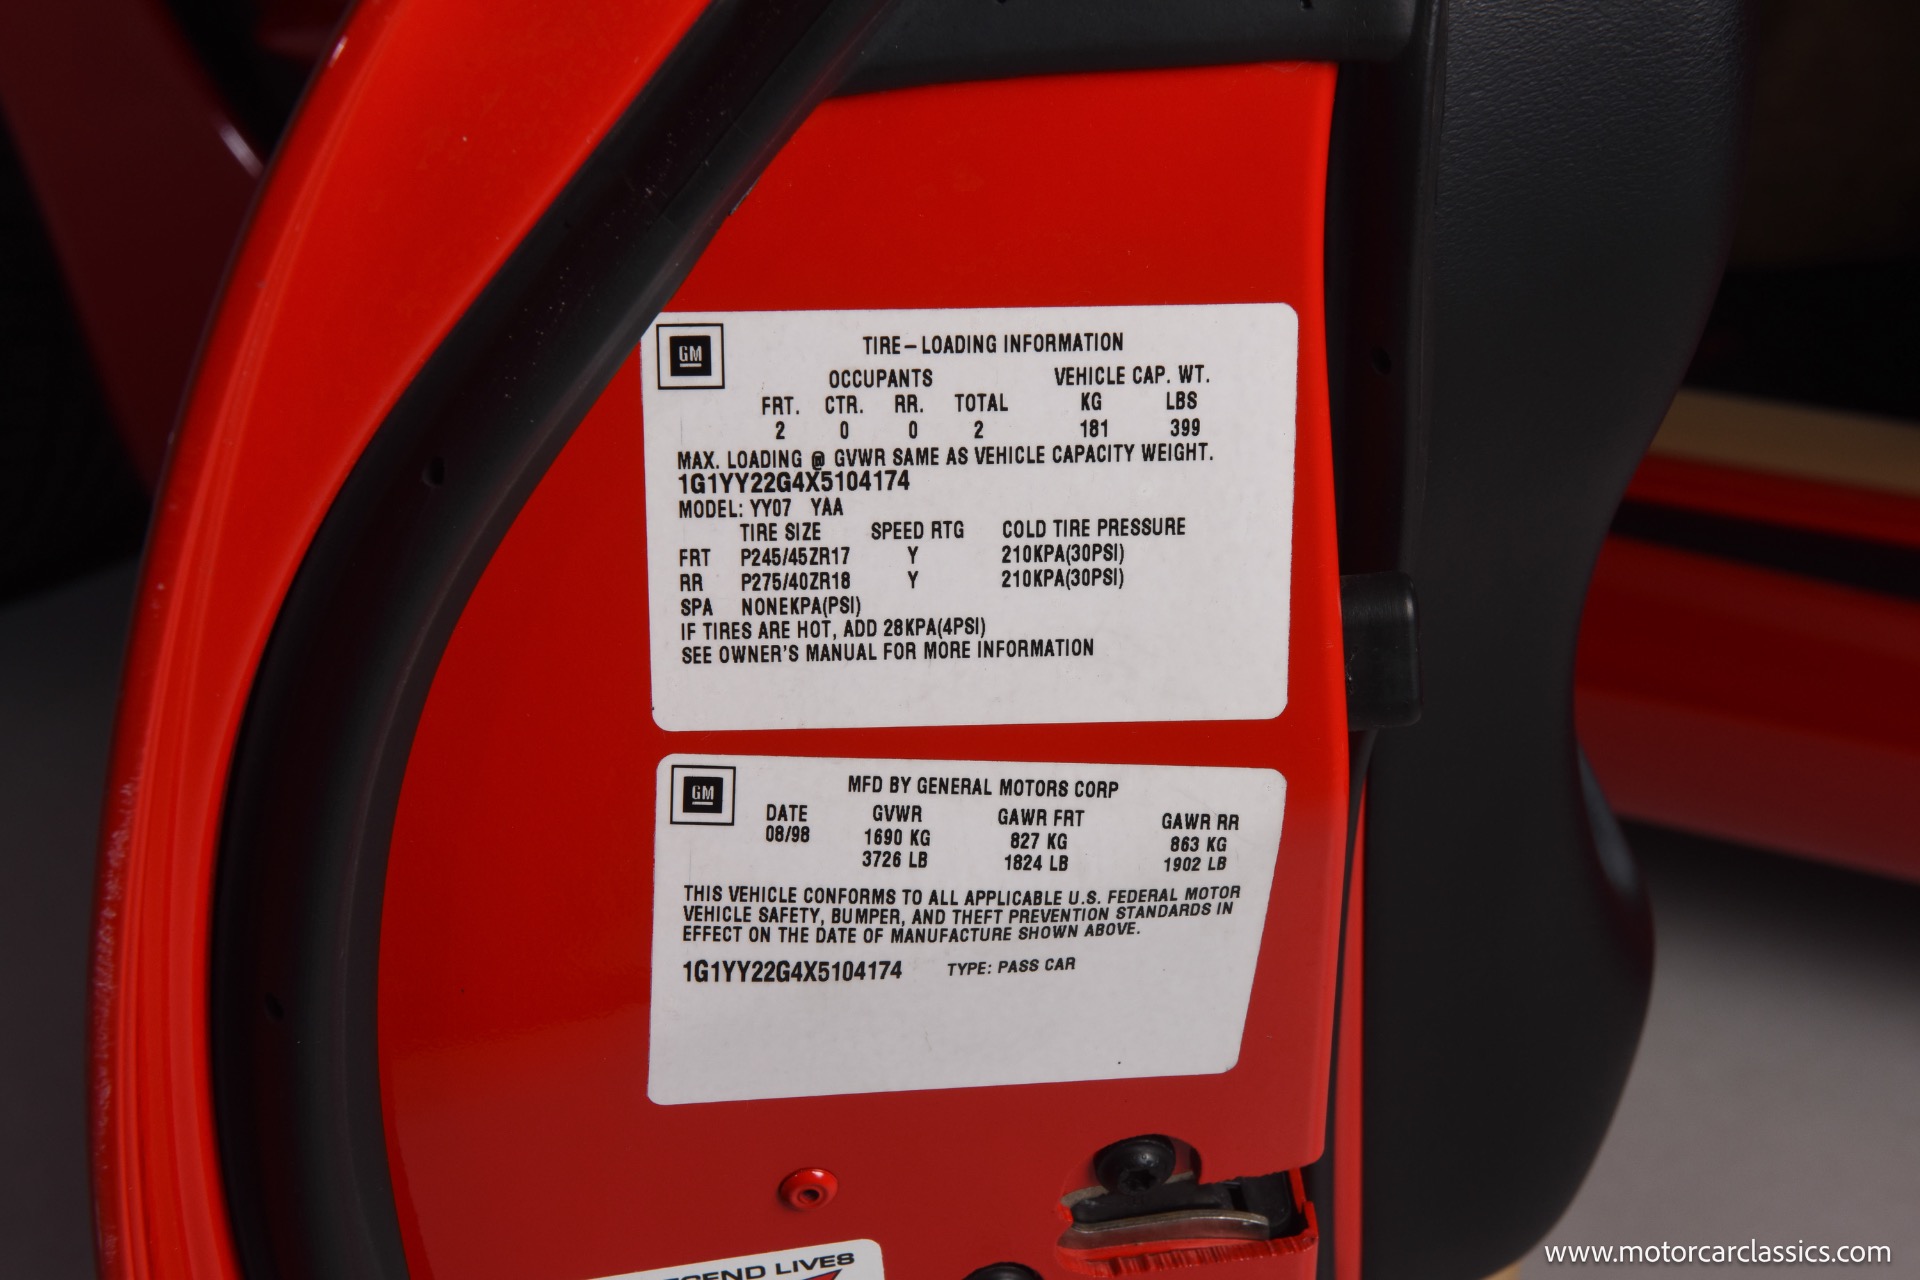 GM
TIRE – LOADING INFORMATION
OCCUPANTS VEHICLE CAP. WT.
FRT. CTR. RR. TOTAL KG LBS
2 0 0 2 181 399
MAX. LOADING @ GVWR SAME AS VEHICLE CAPACITY WEIGHT.
1G1YY22G4X5104174
MODEL: YY07 YAA
TIRE SIZE SPEED RTG COLD TIRE PRESSURE
FRT P245/45ZR17 Y 210KPA(30PSI)
RR P275/40ZR18 Y 210KPA(30PSI)
SPA NONEKPA(PSI)
IF TIRES ARE HOT, ADD 28KPA(4PSI)
SEE OWNER'S MANUAL FOR MORE INFORMATION
GM
MFD BY GENERAL MOTORS CORP
DATE GVWR GAWR FRT GAWR RR
08/98 1690 KG 827 KG 863 KG
3726 LB 1824 LB 1902 LB
THIS VEHICLE CONFORMS TO ALL APPLICABLE U.S. FEDERAL MOTOR
VEHICLE SAFETY, BUMPER, AND THEFT PREVENTION STANDARDS IN
EFFECT ON THE DATE OF MANUFACTURE SHOWN ABOVE.
1G1YY22G4X5104174 TYPE: PASS CAR
LIVES
www.motorcarclassics.com